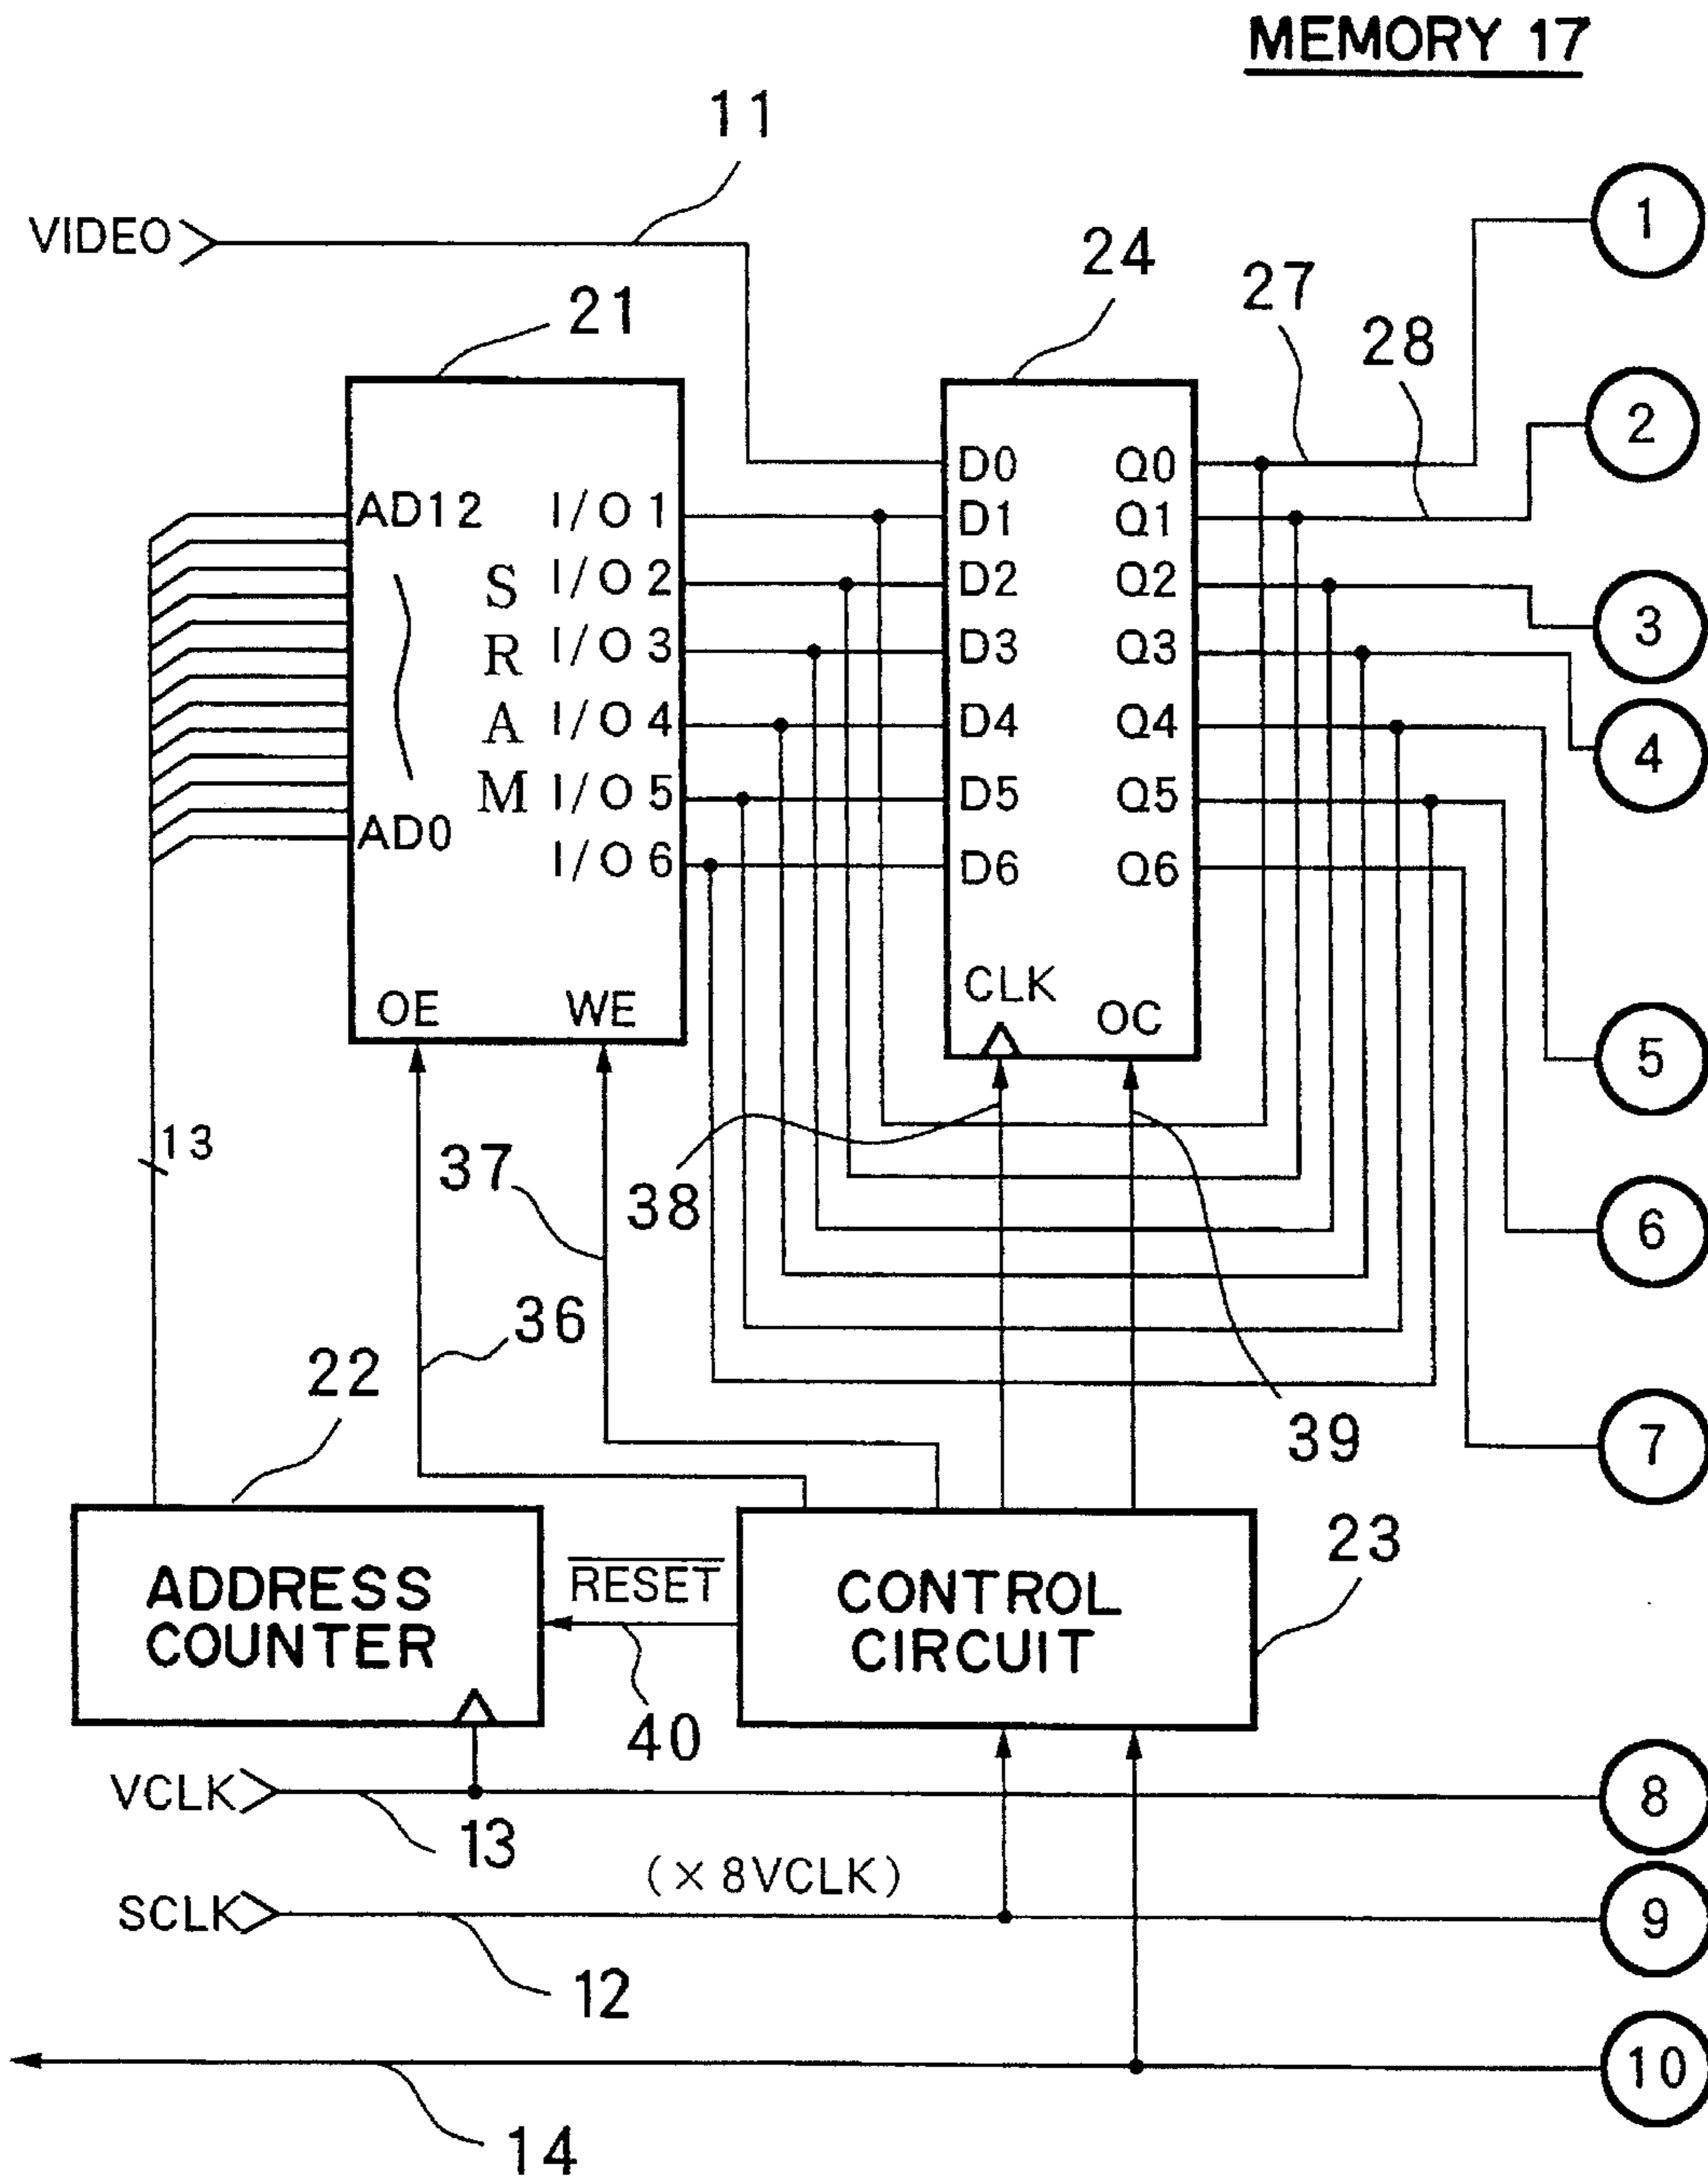 MEMORY 17
11
VIDEO
1
24
27
21
28
2
D0 Q0
AD12 I/O 1 D1 Q1
S I/O 2 D2 Q2
3
R I/O 3 D3 Q3
A I/O 4 D4 Q4
4
M I/O 5 D5 Q5
AD0
I/O 6 D6 Q6
CLK
OE WE OC
5
13
37
38
6
36
22
39
7
23
ADDRESS
COUNTER
RESET
CONTROL
CIRCUIT
40
VCLK
8
13
(× 8VCLK)
SCLK
9
12
10
14